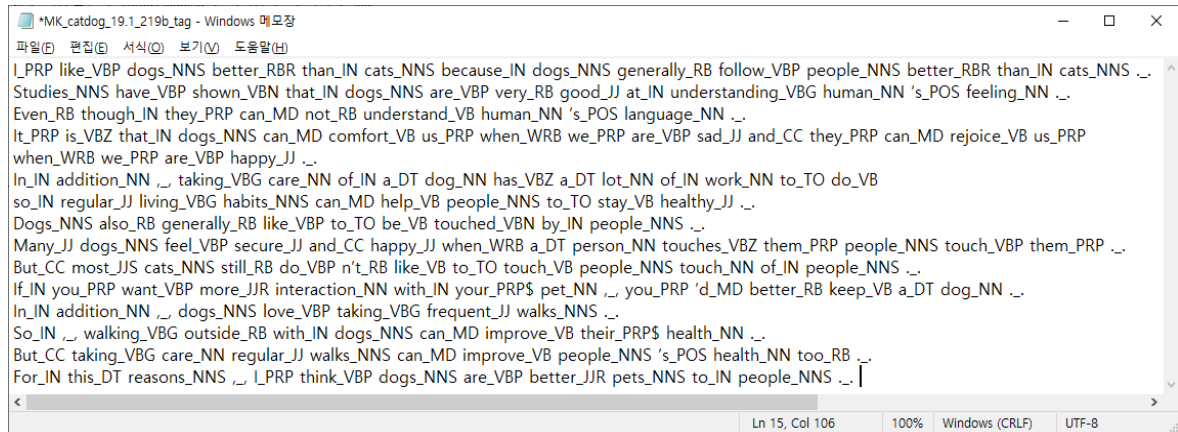 *MK_catdog_19.1_219b_tag - Windows 메모장
파일(F) 편집(E) 서식(O) 보기(V) 도움말(H)
I_PRP like_VBP dogs_NNS better_RBR than_IN cats_NNS because_IN dogs_NNS generally_RB follow_VBP people_NNS better_RBR than_IN cats_NNS ._.
Studies_NNS have_VBP shown_VBN that_IN dogs_NNS are_VBP very_RB good_JJ at_IN understanding_VBG human_NN 's_POS feeling_NN ._.
Even_RB though_IN they_PRP can_MD not_RB understand_VB human_NN 's_POS language_NN ._.
It_PRP is_VBZ that_IN dogs_NNS can_MD comfort_VB us_PRP when_WRB we_PRP are_VBP sad_JJ and_CC they_PRP can_MD rejoice_VB us_PRP
when_WRB we_PRP are_VBP happy_JJ ._.
In_IN addition_NN ,_, taking_VBG care_NN of_IN a_DT dog_NN has_VBZ a_DT lot_NN of_IN work_NN to_TO do_VB
so_IN regular_JJ living_VBG habits_NNS can_MD help_VB people_NNS to_TO stay_VB healthy_JJ ._.
Dogs_NNS also_RB generally_RB like_VBP to_TO be_VB touched_VBN by_IN people_NNS ._.
Many_JJ dogs_NNS feel_VBP secure_JJ and_CC happy_JJ when_WRB a_DT person_NN touches_VBZ them_PRP people_NNS touch_VBP them_PRP ._.
But_CC most_JJS cats_NNS still_RB do_VBP n't_RB like_VB to_TO touch_VB people_NNS touch_NN of_IN people_NNS ._.
If_IN you_PRP want_VBP more_JJR interaction_NN with_IN your_PRP$ pet_NN ,_, you_PRP 'd_MD better_RB keep_VB a_DT dog_NN ._.
In_IN addition_NN ,_, dogs_NNS love_VBP taking_VBG frequent_JJ walks_NNS ._.
So_IN ,_, walking_VBG outside_RB with_IN dogs_NNS can_MD improve_VB their_PRP$ health_NN ._.
But_CC taking_VBG care_NN regular_JJ walks_NNS can_MD improve_VB people_NNS 's_POS health_NN too_RB ._.
For_IN this_DT reasons_NNS ,_, I_PRP think_VBP dogs_NNS are_VBP better_JJR pets_NNS to_IN people_NNS ._.
Ln 15, Col 106 100% Windows (CRLF) UTF-8